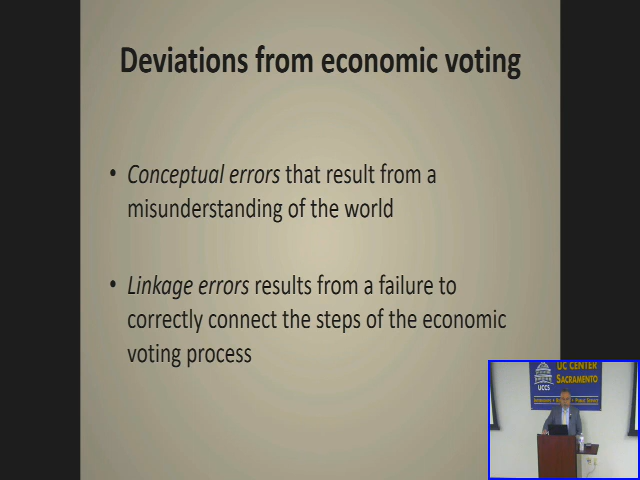 Deviations from economic voting
• Conceptual errors that result from a
misunderstanding of the world
• Linkage errors results from a failure to
correctly connect the steps of the economic
voting process
UC CENTER
SACRAMENTO
UCCS